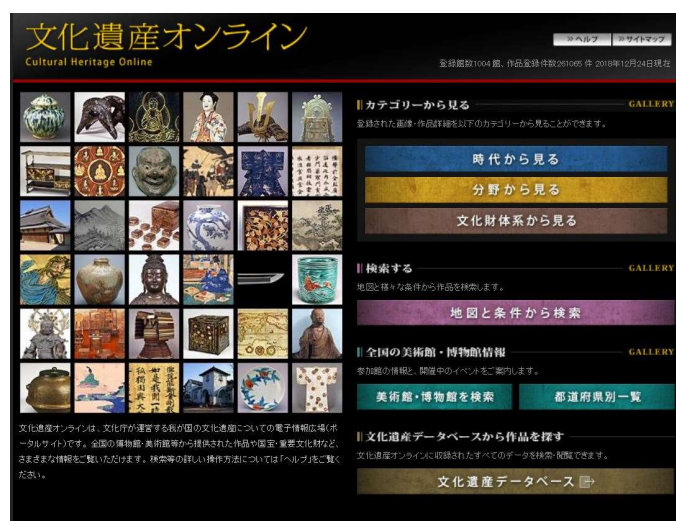 文化遺産オンライン
Cultural Heritage Online
ヘルプ
サイトマップ
登録館数1004 館、作品登録件数261065 件 2018年12月24日現在
カテゴリーから見る
GALLERY
登録された画像・作品詳細を以下のカテゴリーから見ることができます。
時代から見る
分野から見る
文化財体系から見る
検索する
GALLERY
地図と様々な条件から作品を検索します。
地図と条件から検索
全国の美術館・博物館情報
GALLERY
参加館の情報と、開催中のイベントをご案内します。
美術館・博物館を検索
都道府県別一覧
文化遺産データベースから作品を探す
文化遺産オンラインに収録されたすべてのデータを検索・閲覧できます。
文化遺産データベース
文化遺産オンラインは、文化庁が運営する我が国の文化遺産についての電子情報広場(ポ
ータルサイト)です。全国の博物館・美術館等から提供された作品や国宝・重要文化財など、
さまざまな情報をご覧いただけます。検索等の詳しい操作方法については「ヘルプ」をご覧く
ださい。